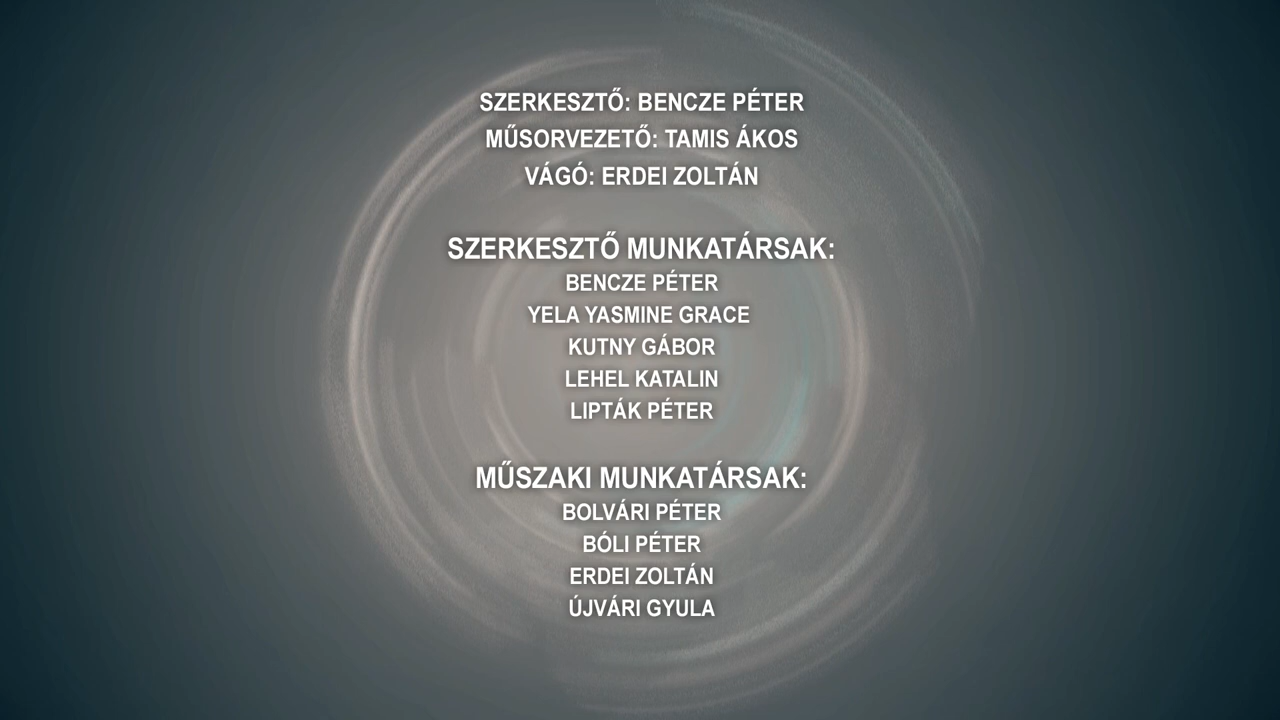 SZERKESZTŐ: BENCZE PÉTER
MŰSORVEZETŐ: TAMIS ÁKOS
VÁGÓ: ERDEI ZOLTÁN
SZERKESZTŐ MUNKATÁRSAK:
BENCZE PÉTER
YELA YASMINE GRACE
KUTNY GÁBOR
LEHEL KATALIN
LIPTÁK PÉTER
MŰSZAKI MUNKATÁRSAK:
BOLVÁRI PÉTER
BÓLI PÉTER
ERDEI ZOLTÁN
ÚJVÁRI GYULA